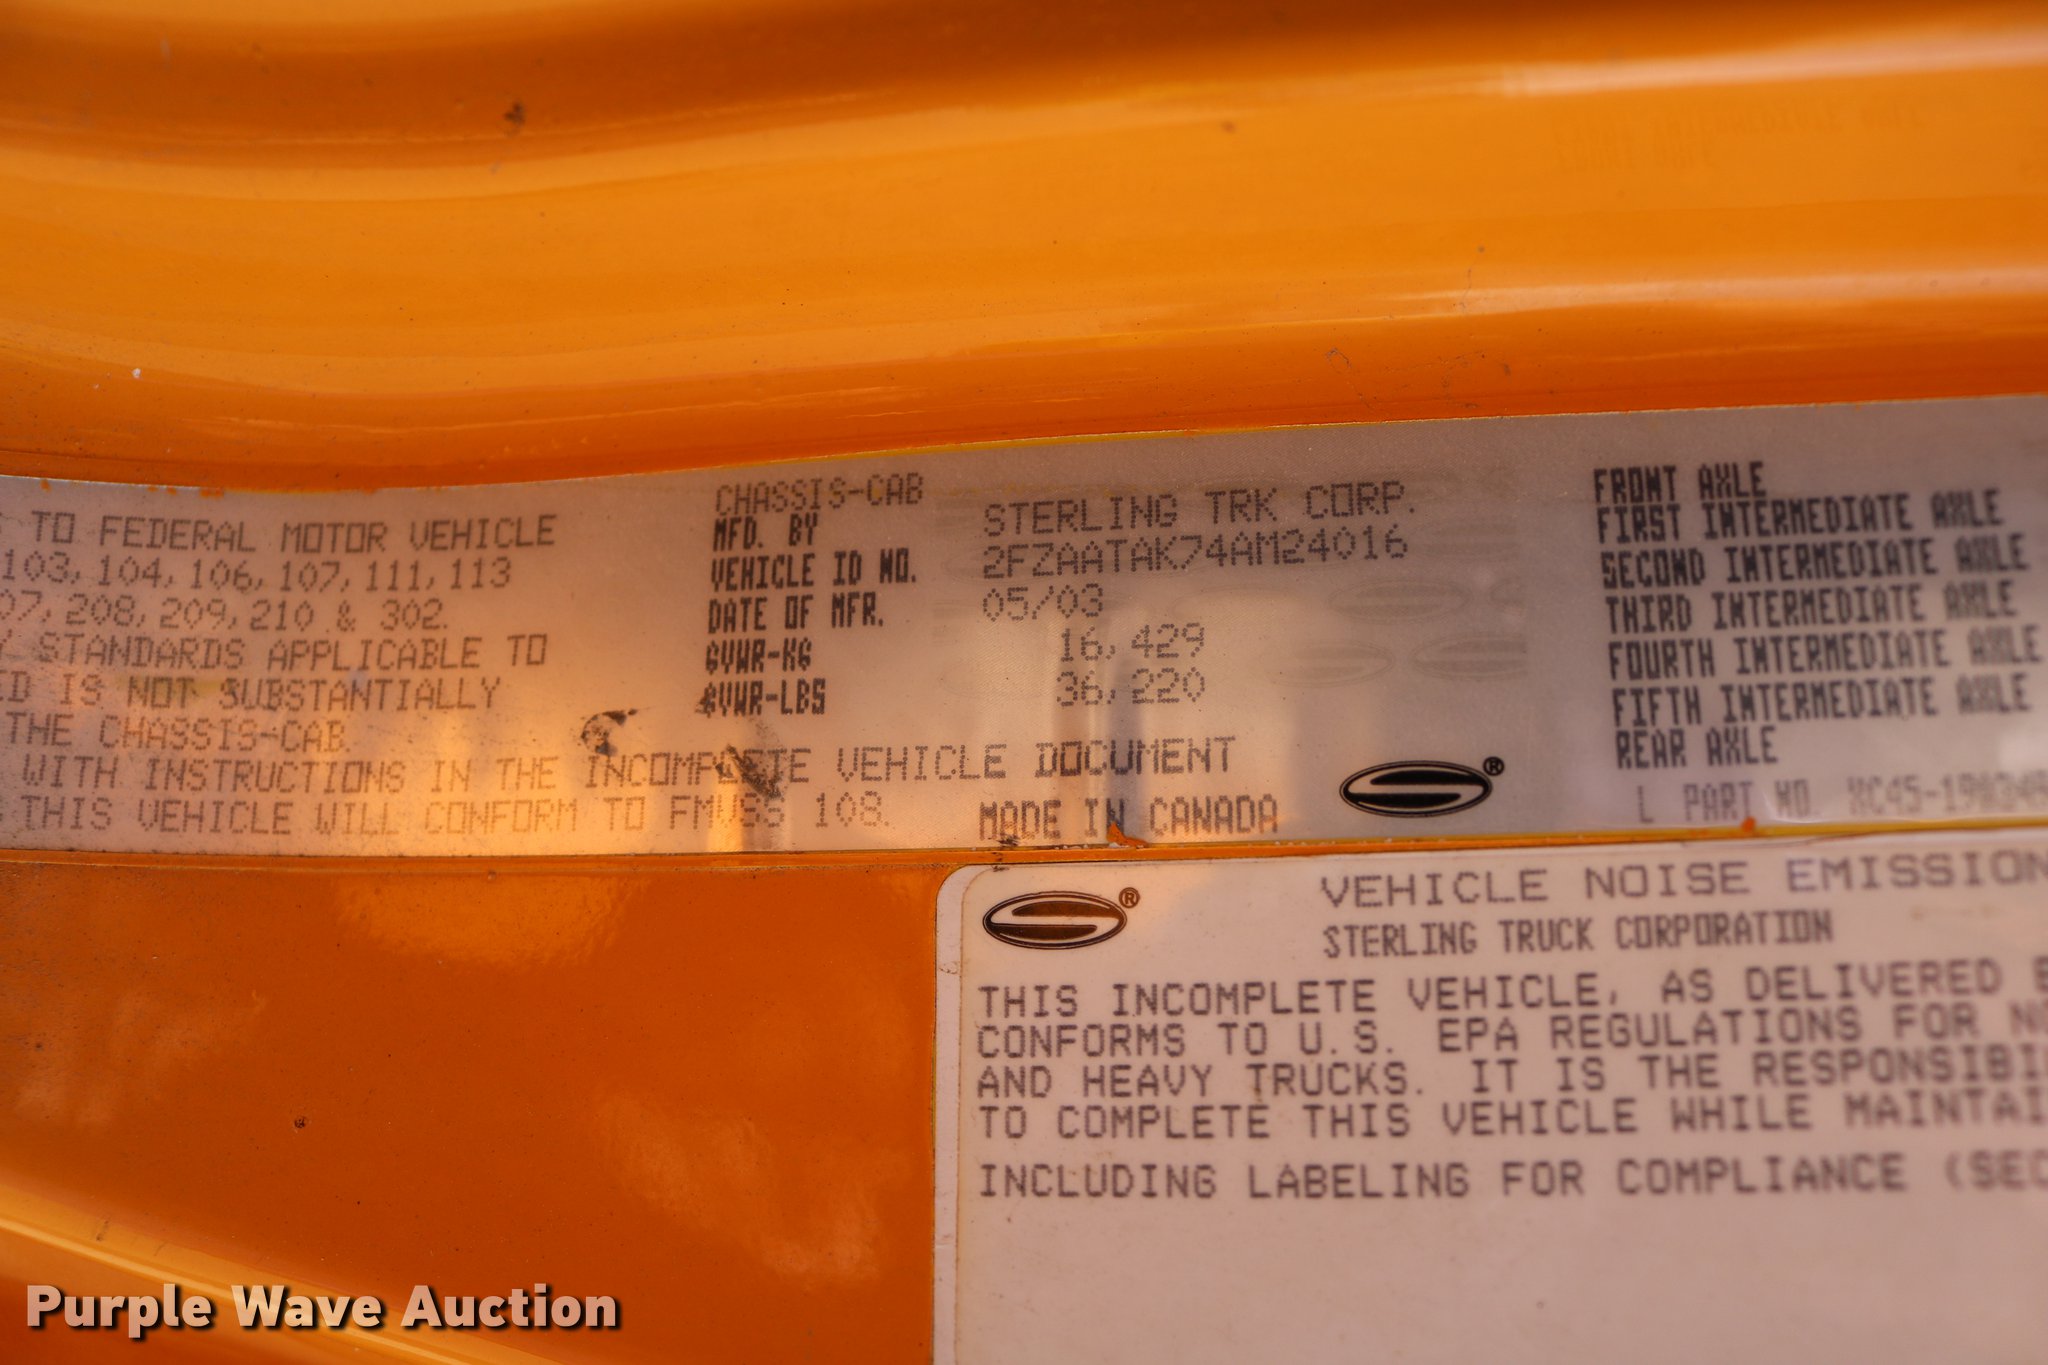 TO FEDERAL MOTOR VEHICLE
103, 104, 106, 107, 111, 113
07, 208, 209, 210 & 302.
STANDARDS APPLICABLE TO
ED IS NOT SUBSTANTIALLY
THE CHASSIS-CAB.
WITH INSTRUCTIONS IN THE INCOMPLETE VEHICLE DOCUMENT
THIS VEHICLE WILL CONFORM TO FMVSS 108.
CHASSIS-CAB
MFD. BY STERLING TRK CORP.
VEHICLE ID NO. 2FZAATAK74AM24016
DATE OF MFR. 05/03
GVWR-KG 16,429
GVWR-LBS 36,220
MADE IN CANADA
®
FRONT AXLE
FIRST INTERMEDIATE AXLE
SECOND INTERMEDIATE AXLE
THIRD INTERMEDIATE AXLE
FOURTH INTERMEDIATE AXLE
FIFTH INTERMEDIATE AXLE
REAR AXLE
L PART NO
®
VEHICLE NOISE EMISSION
STERLING TRUCK CORPORATION
THIS INCOMPLETE VEHICLE, AS DELIVERED
CONFORMS TO U.S. EPA REGULATIONS FOR
AND HEAVY TRUCKS. IT IS THE RESPONSIBI
TO COMPLETE THIS VEHICLE WHILE MAINTAI
INCLUDING LABELING FOR COMPLIANCE (SEC
Purple Wave Auction